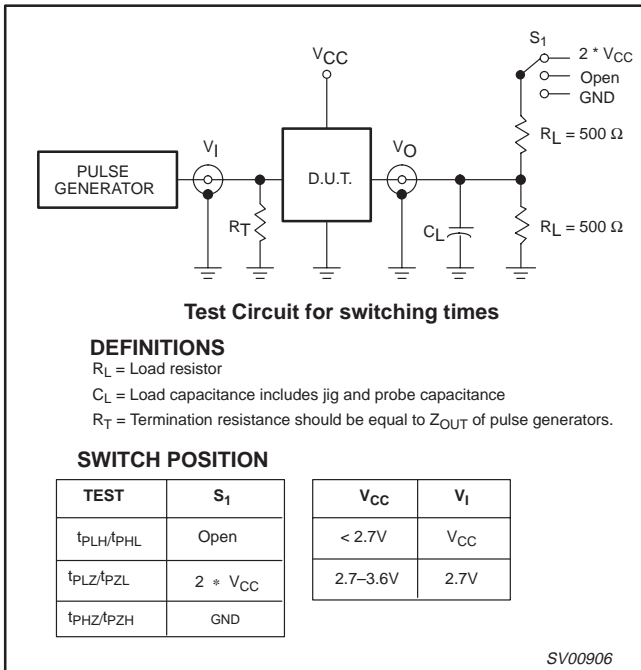 S1
2 * VCC
Open
GND
VCC
RL = 500 Ω
VI
VO
PULSE
GENERATOR
D.U.T.
RT
CL
RL = 500 Ω
Test Circuit for switching times
DEFINITIONS
RL = Load resistor
CL = Load capacitance includes jig and probe capacitance
RT = Termination resistance should be equal to ZOUT of pulse generators.
SWITCH POSITION
TEST S1
tPLH/tPHL Open
tPLZ/tPZL 2 * VCC
tPHZ/tPZH GND
VCC VI
< 2.7V VCC
2.7–3.6V 2.7V
SV00906